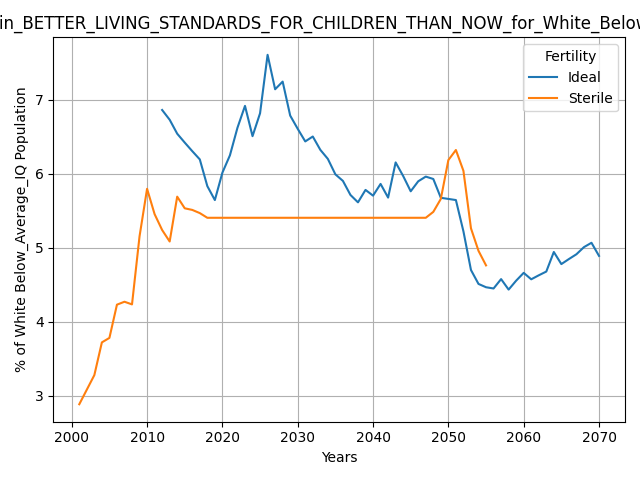 in_BETTER_LIVING_STANDARDS_FOR_CHILDREN_THAN_NOW_for_White_Below
Fertility
Ideal
Sterile
% of White Below_Average_IQ Population
7
6
5
4
3
2000 2010 2020 2030 2040 2050 2060 2070
Years